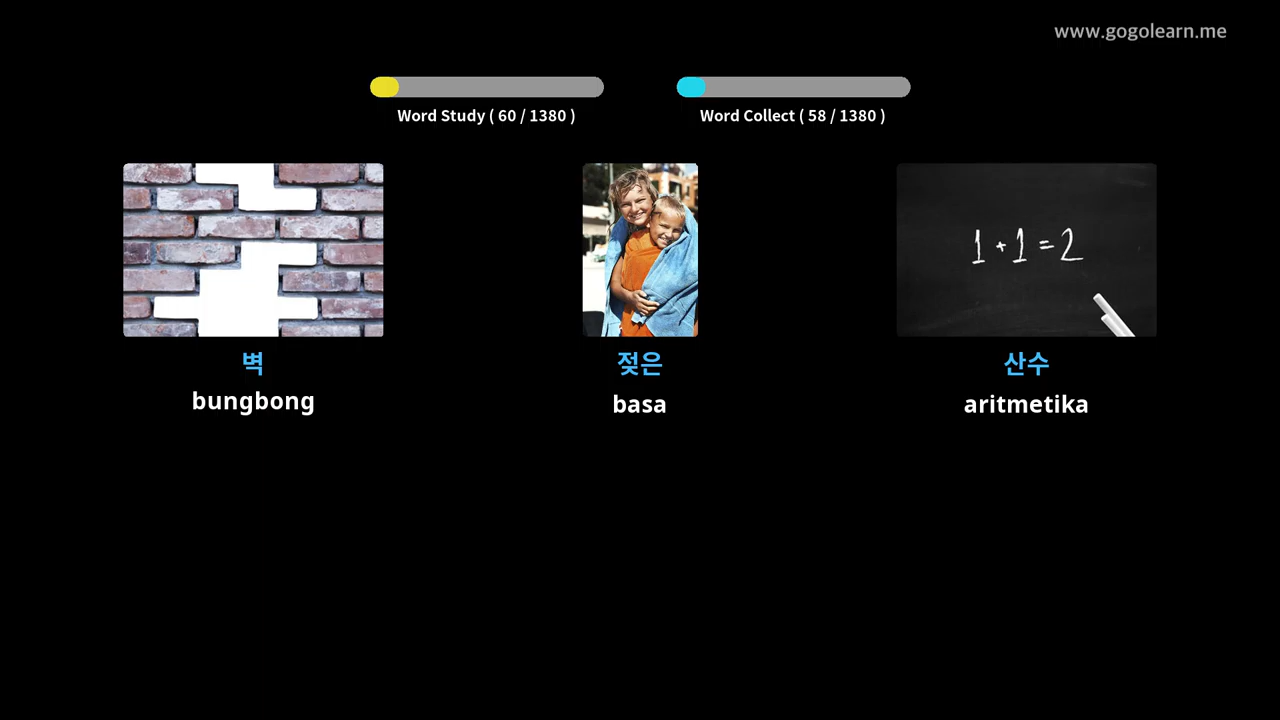 www.gogolearn.me
Word Study ( 60 / 1380 )
Word Collect ( 58 / 1380 )
1 + 1 = 2
벽
bungbong
젖은
basa
산수
aritmetika